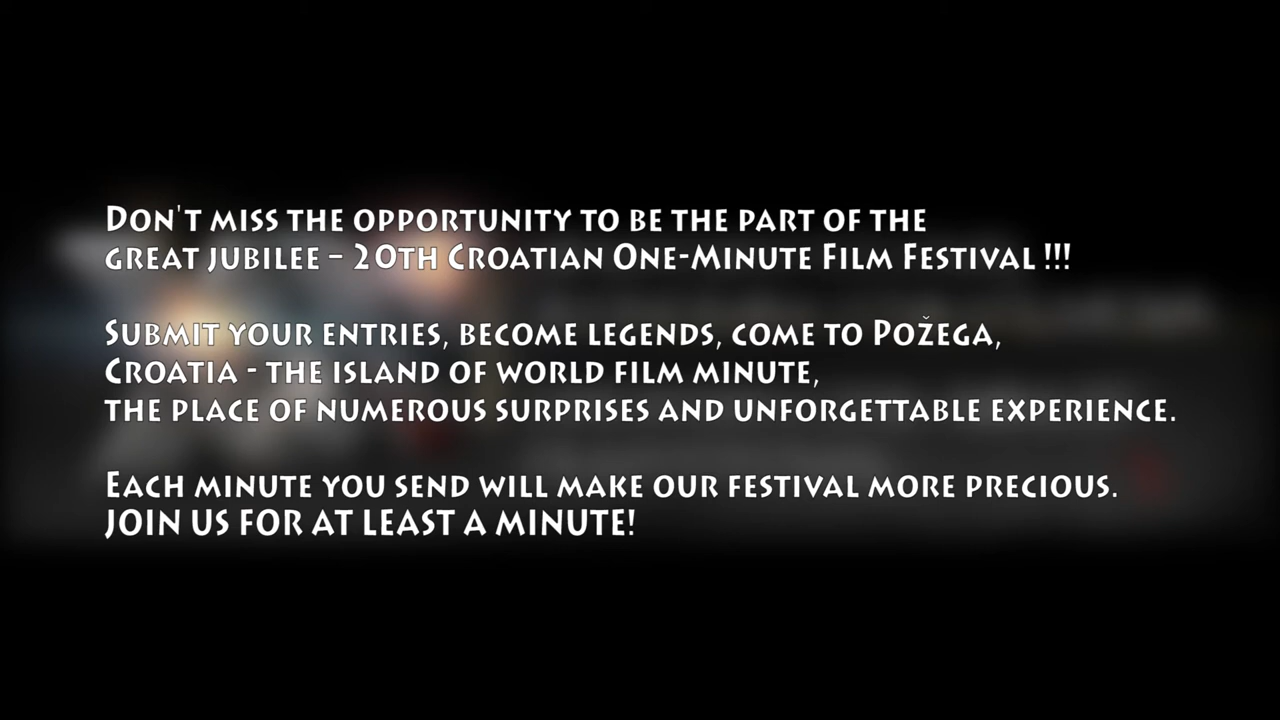 Don't miss the opportunity to be the part of the
great jubilee – 20th Croatian One-Minute Film Festival !!!
Submit your entries, become legends, come to Požega,
Croatia - the island of world film minute,
the place of numerous surprises and unforgettable experience.
Each minute you send will make our festival more precious.
JOIN US FOR AT LEAST A MINUTE!